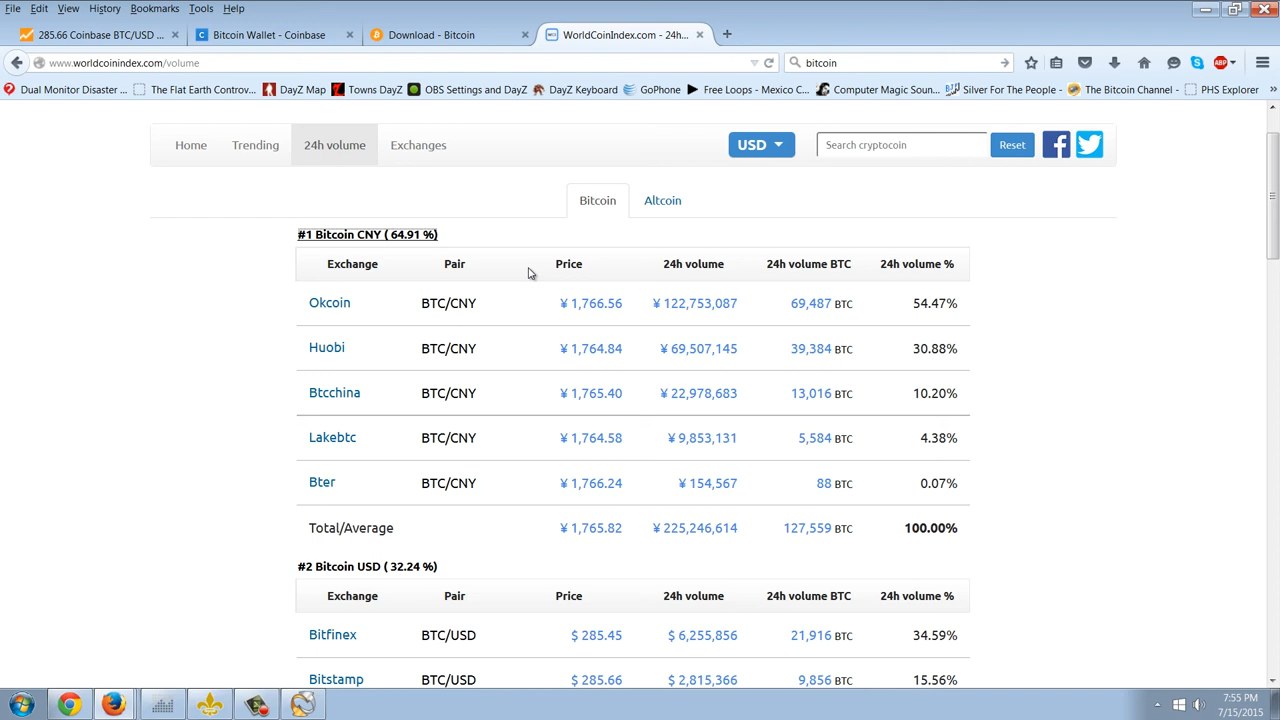 File Edit View History Bookmarks Tools Help
285.66 Coinbase BTC/USD ... Bitcoin Wallet - Coinbase Download - Bitcoin WorldCoinIndex.com - 24h...
www.worldcoinindex.com/volume bitcoin
Dual Monitor Disaster ... The Flat Earth Controv... DayZ Map Towns DayZ OBS Settings and DayZ DayZ Keyboard GoPhone Free Loops - Mexico C... Computer Magic Soun... Silver For The People - The Bitcoin Channel - PHS Explorer
Home Trending 24h volume Exchanges USD Search cryptocoin Reset
Bitcoin Altcoin
#1 Bitcoin CNY ( 64.91 %)
Exchange Pair Price 24h volume 24h volume BTC 24h volume %
Okcoin BTC/CNY ¥ 1,766.56 ¥ 122,753,087 69,487 BTC 54.47%
Huobi BTC/CNY ¥ 1,764.84 ¥ 69,507,145 39,384 BTC 30.88%
Btcchina BTC/CNY ¥ 1,765.40 ¥ 22,978,683 13,016 BTC 10.20%
Lakebtc BTC/CNY ¥ 1,764.58 ¥ 9,853,131 5,584 BTC 4.38%
Bter BTC/CNY ¥ 1,766.24 ¥ 154,567 88 BTC 0.07%
Total/Average ¥ 1,765.82 ¥ 225,246,614 127,559 BTC 100.00%
#2 Bitcoin USD ( 32.24 %)
Exchange Pair Price 24h volume 24h volume BTC 24h volume %
Bitfinex BTC/USD $ 285.45 $ 6,255,856 21,916 BTC 34.59%
Bitstamp BTC/USD $ 285.66 $ 2,815,366 9,856 BTC 15.56%
7:55 PM
7/15/2015